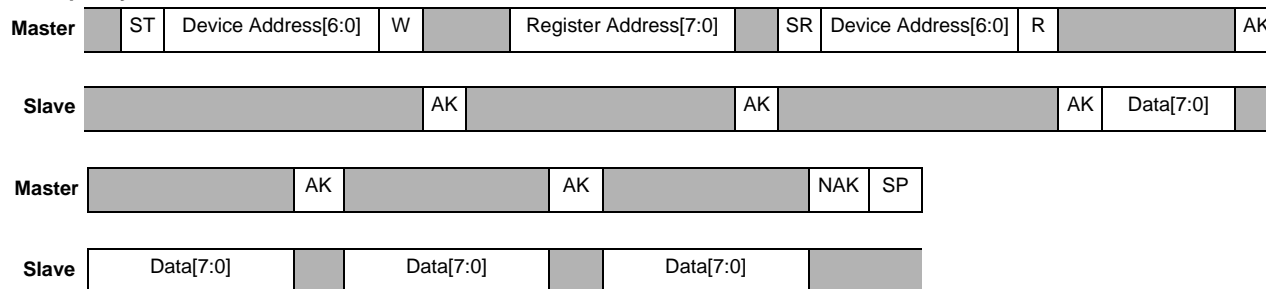 Master ST Device Address[6:0] W Register Address[7:0] SR Device Address[6:0] R AK
Slave AK AK AK Data[7:0]
Master AK AK NAK SP
Slave Data[7:0] Data[7:0] Data[7:0]